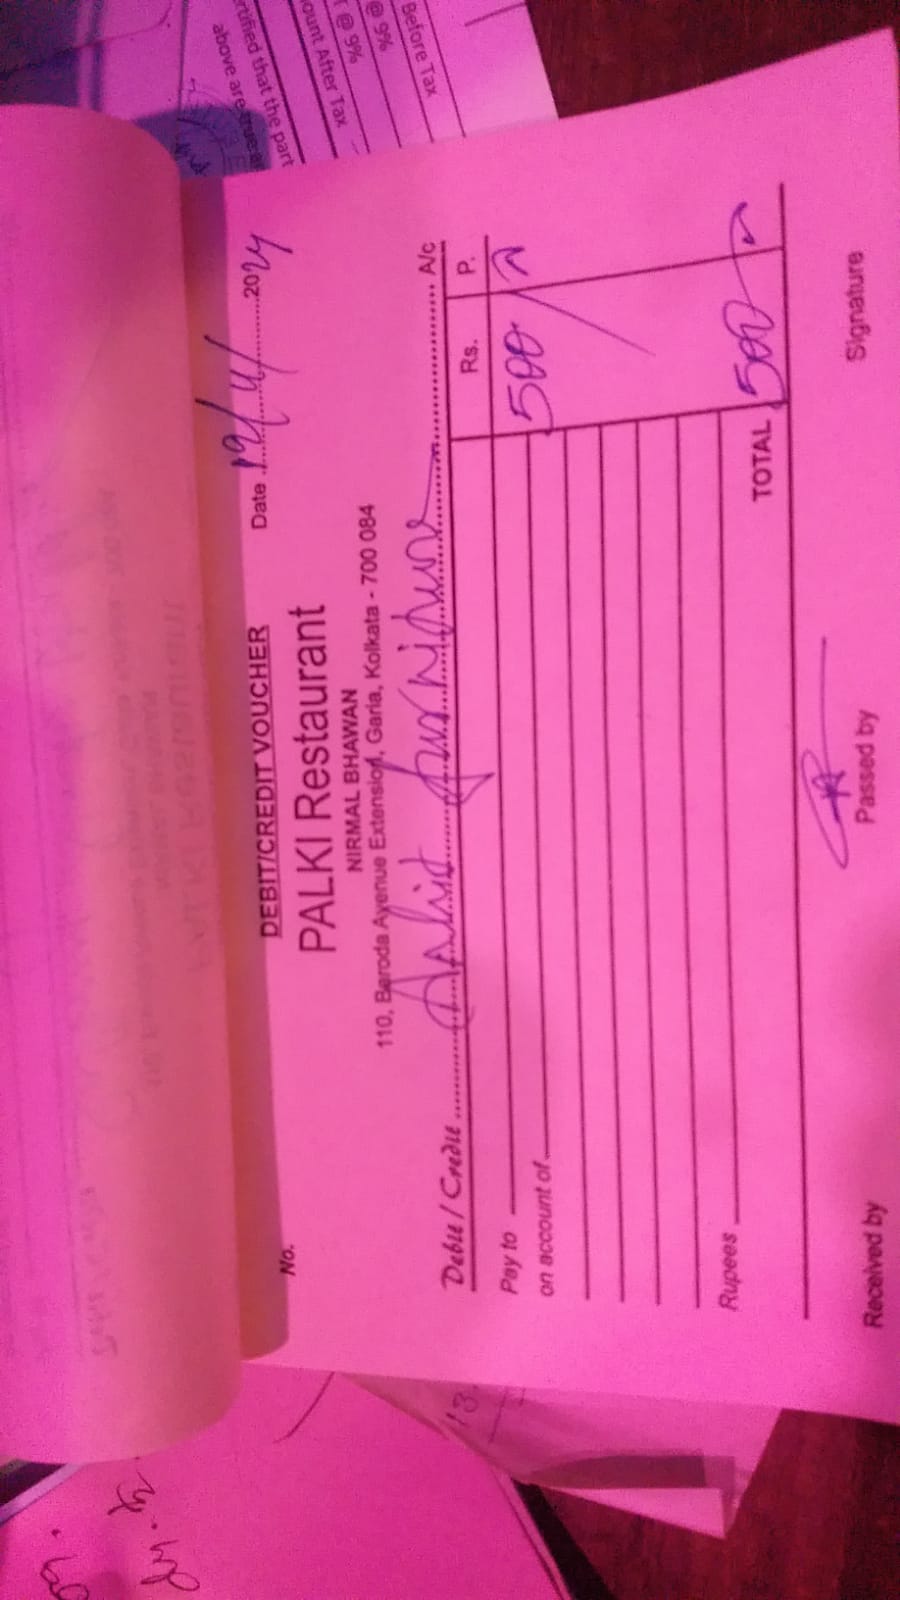 above are true a
rtified that the part
ount After Tax
@ 9%
@ 9%
Before Tax
DEBIT/CREDIT VOUCHER
No.
Date 19/4/2024
PALKI Restaurant
NIRMAL BHAWAN
110, Baroda Avenue Extension, Garia, Kolkata - 700 084
Debit / Credit furniture A/c
Rs. P.
Pay to 500
on account of
Rupees
TOTAL 500
Received by Passed by Signature
13